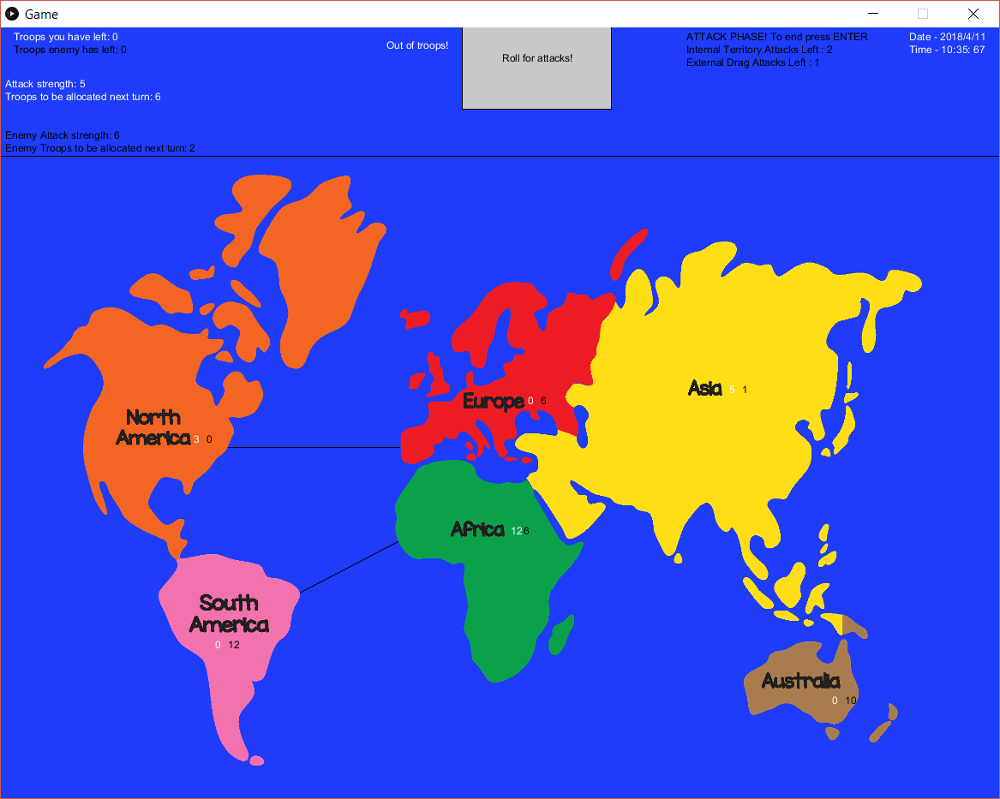 Game
Troops you have left: 0
Troops enemy has left: 0
Out of troops!
Roll for attacks!
ATTACK PHASE! To end press ENTER
Internal Territory Attacks Left : 2
External Drag Attacks Left : 1
Date - 2018/4/11
Time - 10:35: 67
Attack strength: 5
Troops to be allocated next turn: 6
Enemy Attack strength: 6
Enemy Troops to be allocated next turn: 2
Asia 5 1
Europe 0 6
North
America 3 0
Africa 12 6
South
America
0 12
Australia
0 10